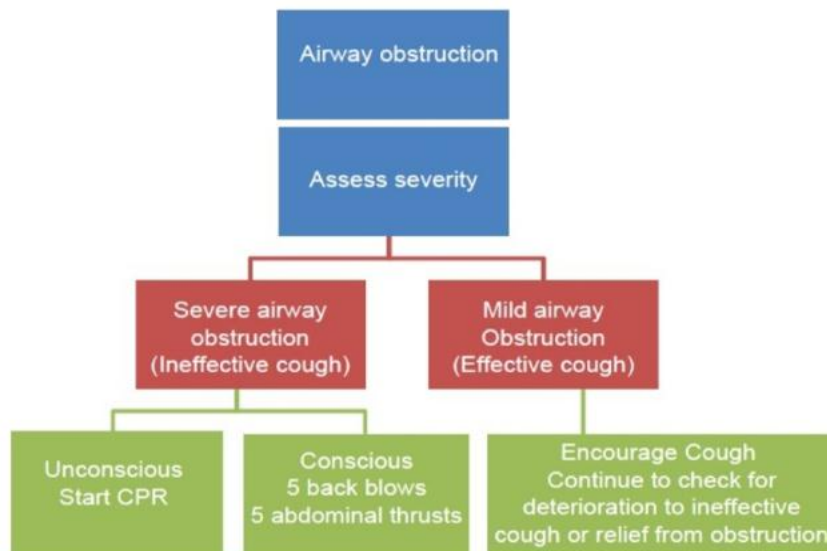 Airway obstruction
Assess severity
Severe airway
obstruction
(Ineffective cough)
Mild airway
Obstruction
(Effective cough)
Unconscious
Start CPR
Conscious
5 back blows
5 abdominal thrusts
Encourage Cough
Continue to check for
deterioration to ineffective
cough or relief from obstruction